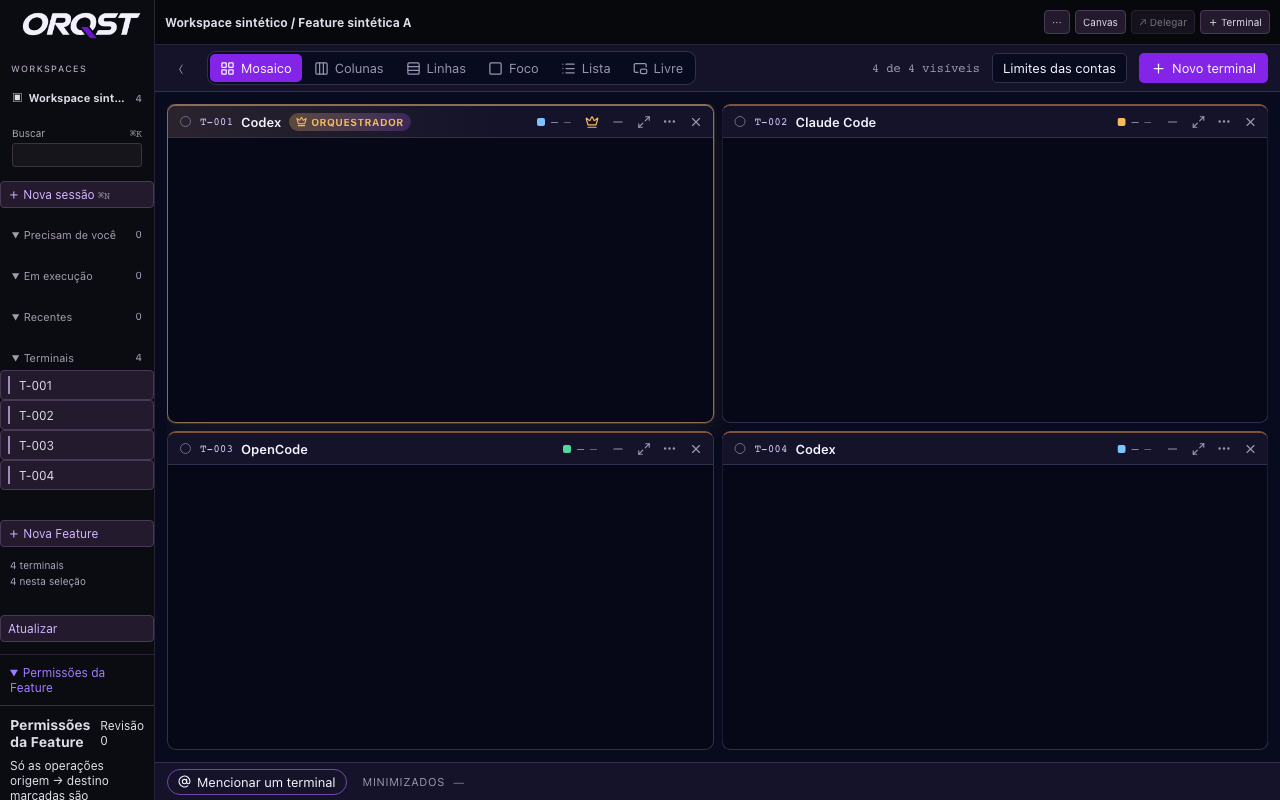 ORQST
WORKSPACES
Workspace sint... 4
Buscar ⌘K
+ Nova sessão ⌘N
▼ Precisam de você 0
▼ Em execução 0
▼ Recentes 0
▼ Terminais 4
T-001
T-002
T-003
T-004
+ Nova Feature
4 terminais
4 nesta seleção
Atualizar
▼ Permissões da
Feature
Permissões
da Feature
Revisão
0
Só as operações
origem → destino
marcadas são
Workspace sintético / Feature sintética A
··· Canvas ↗ Delegar + Terminal
‹ Mosaico Colunas Linhas Foco Lista Livre
4 de 4 visíveis Limites das contas + Novo terminal
T-001 Codex ORQUESTRADOR — —
T-002 Claude Code — —
T-003 OpenCode — —
T-004 Codex — —
@ Mencionar um terminal MINIMIZADOS —